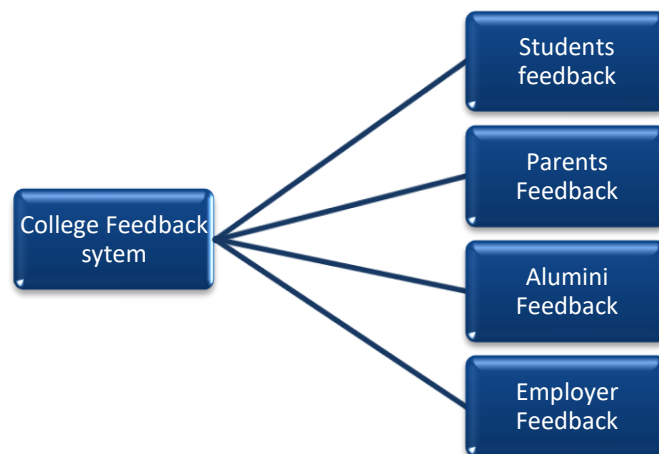 College Feedback
sytem
Students
feedback
Parents
Feedback
Alumini
Feedback
Employer
Feedback